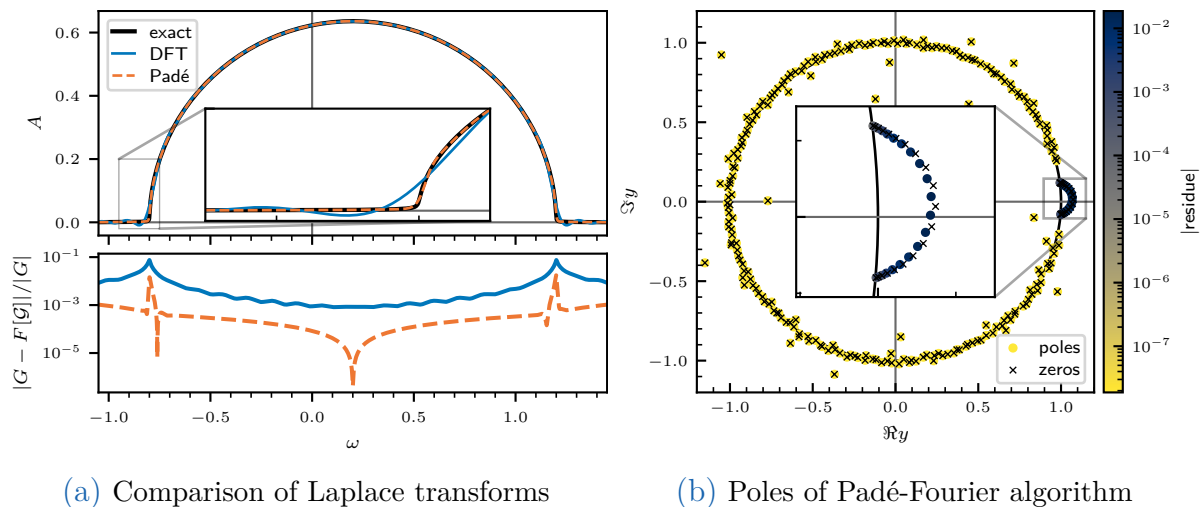 exact
DFT
Padé
A
0.6
0.4
0.2
0.0
|G − F[𝒢]|/|G|
10⁻¹
10⁻³
10⁻⁵
−1.0 −0.5 0.0 0.5 1.0
ω
(a) Comparison of Laplace transforms
ℑy
1.0
0.5
0.0
−0.5
−1.0
poles
zeros
−1.0 −0.5 0.0 0.5 1.0
ℜy
|residue|
10⁻²
10⁻³
10⁻⁴
10⁻⁵
10⁻⁶
10⁻⁷
(b) Poles of Padé-Fourier algorithm